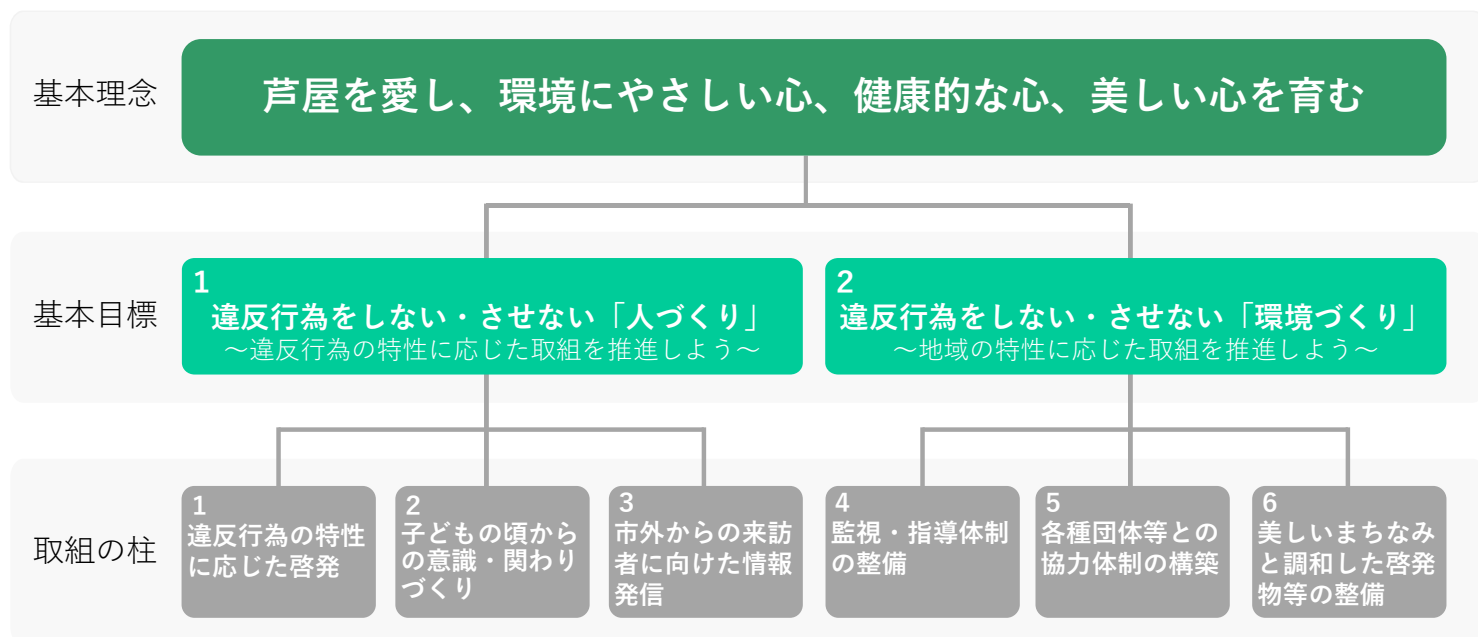 基本理念
芦屋を愛し、環境にやさしい心、健康的な心、美しい心を育む
基本目標
1
違反行為をしない・させない「人づくり」
～違反行為の特性に応じた取組を推進しよう～
2
違反行為をしない・させない「環境づくり」
～地域の特性に応じた取組を推進しよう～
取組の柱
1
違反行為の特性
に応じた啓発
2
子どもの頃から
の意識・関わり
づくり
3
市外からの来訪
者に向けた情報
発信
4
監視・指導体制
の整備
5
各種団体等との
協力体制の構築
6
美しいまちなみ
と調和した啓発
物等の整備